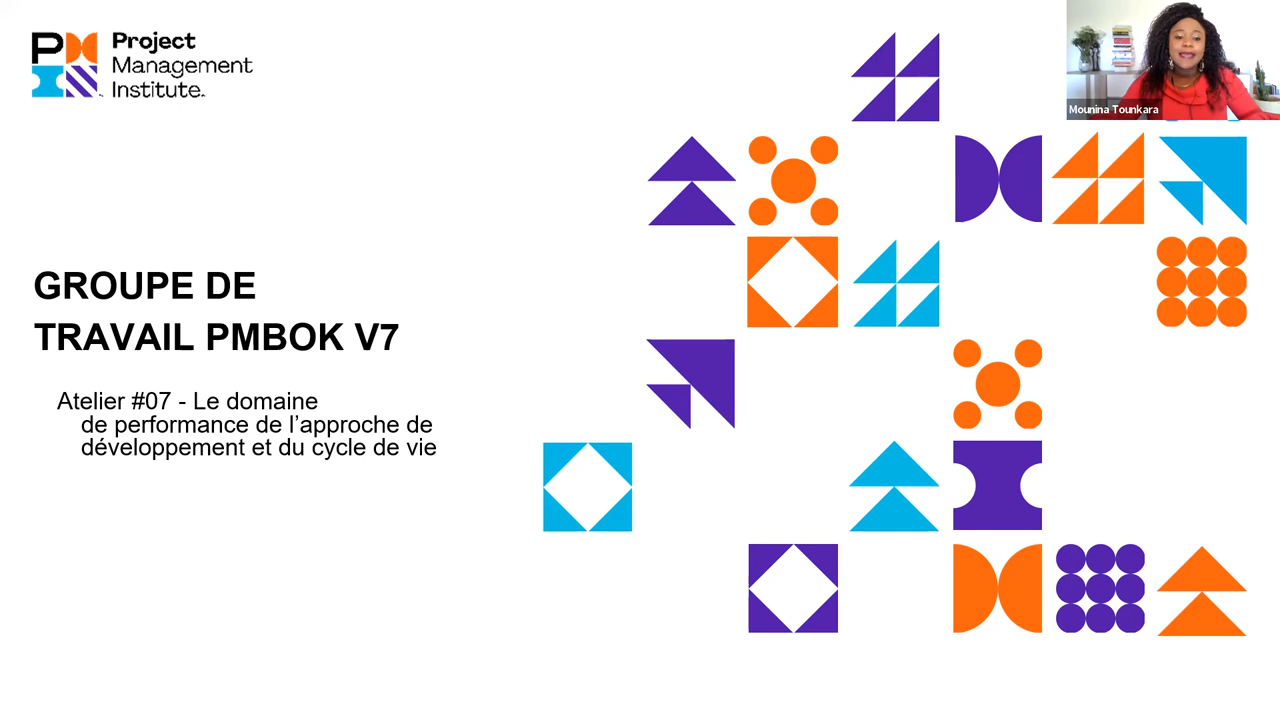 Project
Management
Institute.
Mounina Tounkara
GROUPE DE
TRAVAIL PMBOK V7
Atelier #07 - Le domaine
de performance de l’approche de
développement et du cycle de vie